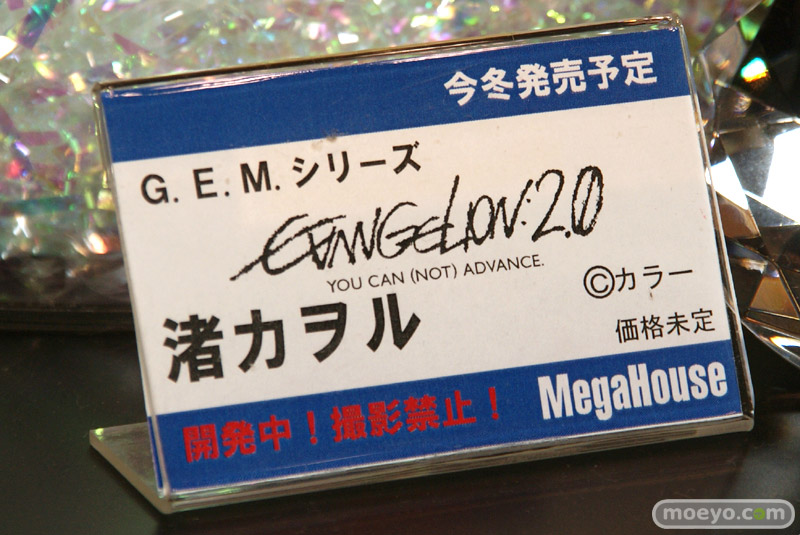 今冬発売予定
G.E.M.シリーズ
EVANGELION:2.0
YOU CAN (NOT) ADVANCE.
©カラー
渚カヲル
価格未定
開発中!撮影禁止!
MegaHouse
moeyo.com